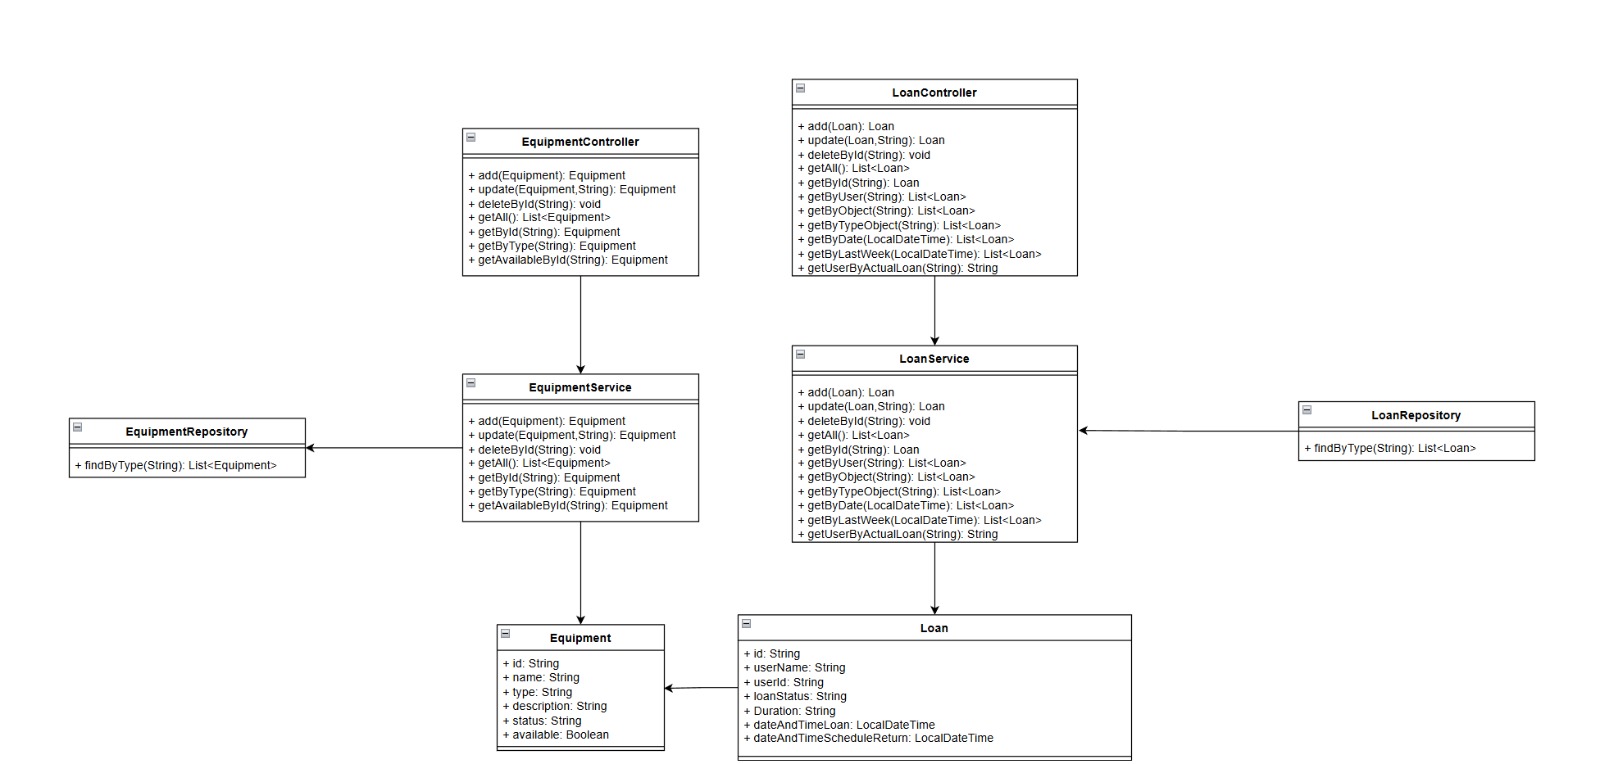 LoanController
+ add(Loan): Loan
+ update(Loan,String): Loan
+ deleteById(String): void
+ getAll(): List<Loan>
+ getById(String): Loan
+ getByUser(String): List<Loan>
+ getByObject(String): List<Loan>
+ getByTypeObject(String): List<Loan>
+ getByDate(LocalDateTime): List<Loan>
+ getByLastWeek(LocalDateTime): List<Loan>
+ getUserByActualLoan(String): String
EquipmentController
+ add(Equipment): Equipment
+ update(Equipment,String): Equipment
+ deleteById(String): void
+ getAll(): List<Equipment>
+ getById(String): Equipment
+ getByType(String): Equipment
+ getAvailableById(String): Equipment
LoanService
+ add(Loan): Loan
+ update(Loan,String): Loan
+ deleteById(String): void
+ getAll(): List<Loan>
+ getById(String): Loan
+ getByUser(String): List<Loan>
+ getByObject(String): List<Loan>
+ getByTypeObject(String): List<Loan>
+ getByDate(LocalDateTime): List<Loan>
+ getByLastWeek(LocalDateTime): List<Loan>
+ getUserByActualLoan(String): String
EquipmentService
+ add(Equipment): Equipment
+ update(Equipment,String): Equipment
+ deleteById(String): void
+ getAll(): List<Equipment>
+ getById(String): Equipment
+ getByType(String): Equipment
+ getAvailableById(String): Equipment
EquipmentRepository
+ findByType(String): List<Equipment>
LoanRepository
+ findByType(String): List<Loan>
Equipment
+ id: String
+ name: String
+ type: String
+ description: String
+ status: String
+ available: Boolean
Loan
+ id: String
+ userName: String
+ userId: String
+ loanStatus: String
+ Duration: String
+ dateAndTimeLoan: LocalDateTime
+ dateAndTimeScheduleReturn: LocalDateTime